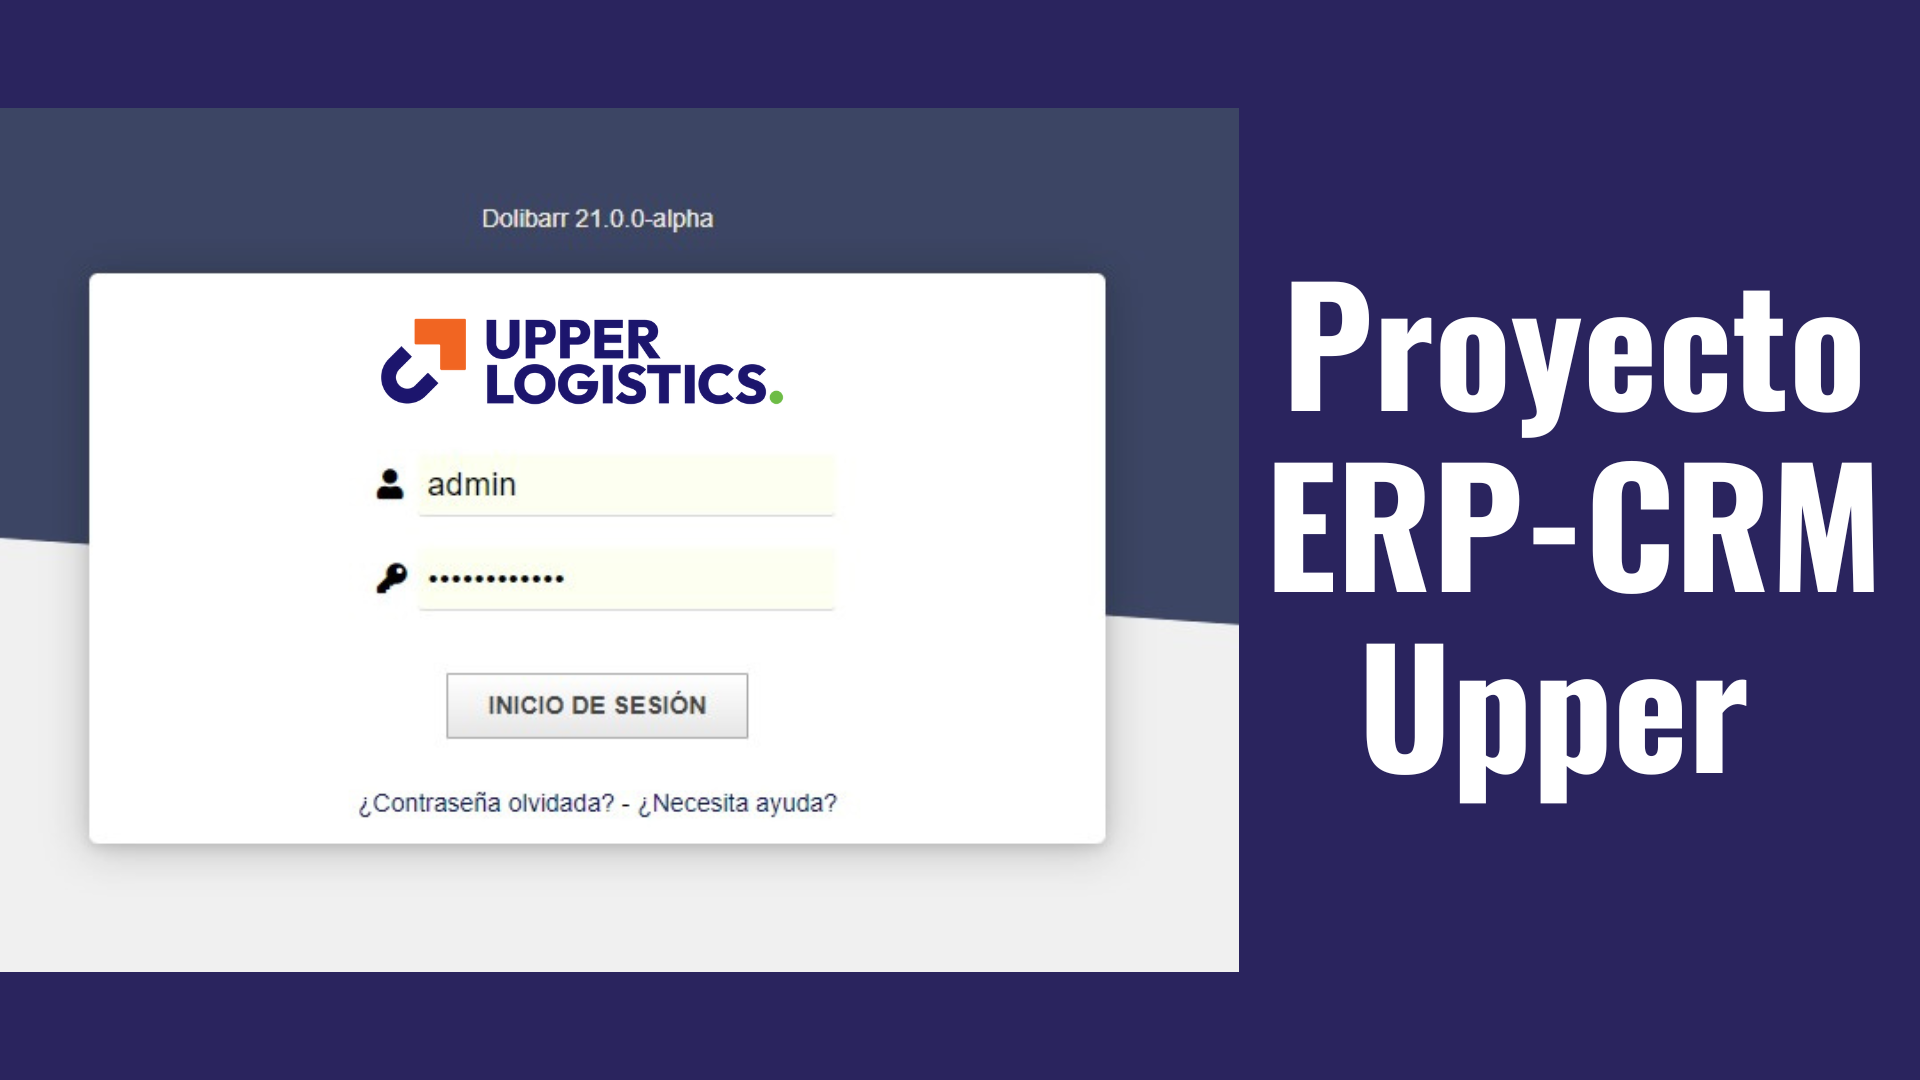 Dolibarr 21.0.0-alpha
UPPER
LOGISTICS.
admin
••••••••••••
INICIO DE SESIÓN
¿Contraseña olvidada? - ¿Necesita ayuda?
Proyecto
ERP-CRM
Upper